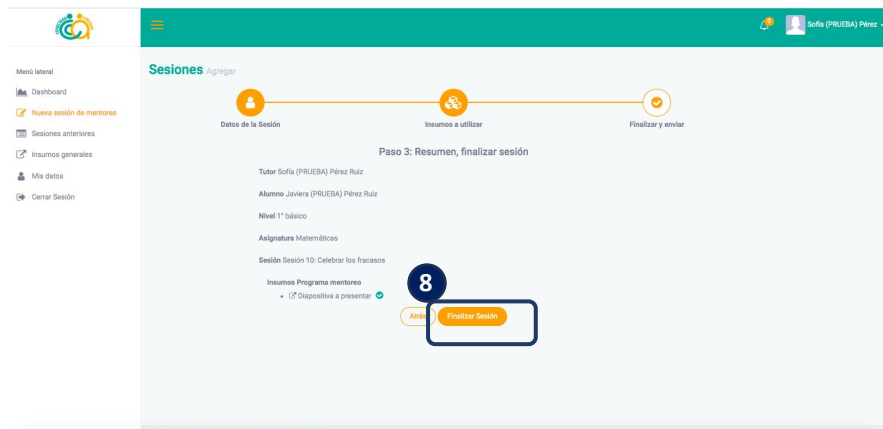 0
Sofía (PRUEBA) Pérez
Menú lateral
Dashboard
Nueva sesión de mentoreo
Sesiones anteriores
Insumos generales
Mis datos
Cerrar Sesión
Sesiones Agregar
Datos de la Sesión
Insumos a utilizar
Finalizar y enviar
Paso 3: Resumen, finalizar sesión
Tutor Sofía (PRUEBA) Pérez Ruiz
Alumno Javiera (PRUEBA) Pérez Ruiz
Nivel 1° básico
Asignatura Matemáticas
Sesión Sesión 10: Celebrar los fracasos
Insumos Programa mentoreo
8
Diapositiva a presentar
Atrás
Finalizar Sesión